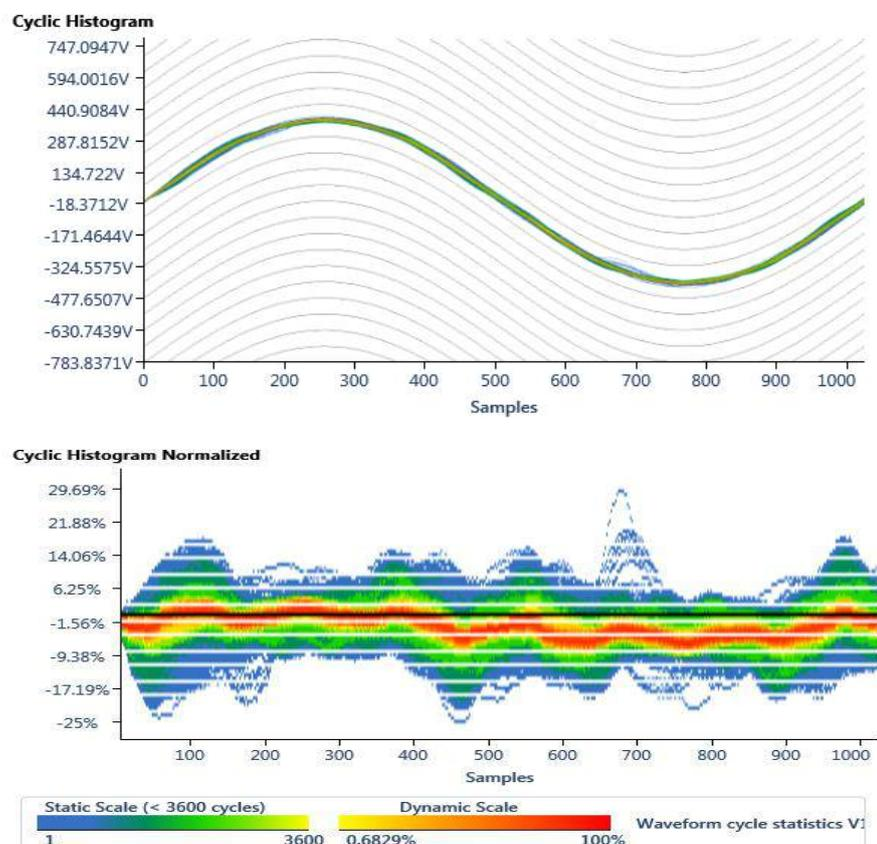 Cyclic Histogram
747.0947V
594.0016V
440.9084V
287.8152V
134.722V
-18.3712V
-171.4644V
-324.5575V
-477.6507V
-630.7439V
-783.8371V
0 100 200 300 400 500 600 700 800 900 1000
Samples
Cyclic Histogram Normalized
29.69%
21.88%
14.06%
6.25%
-1.56%
-9.38%
-17.19%
-25%
100 200 300 400 500 600 700 800 900 1000
Samples
Static Scale (< 3600 cycles) Dynamic Scale
Waveform cycle statistics V1
1 3600 0.6829% 100%